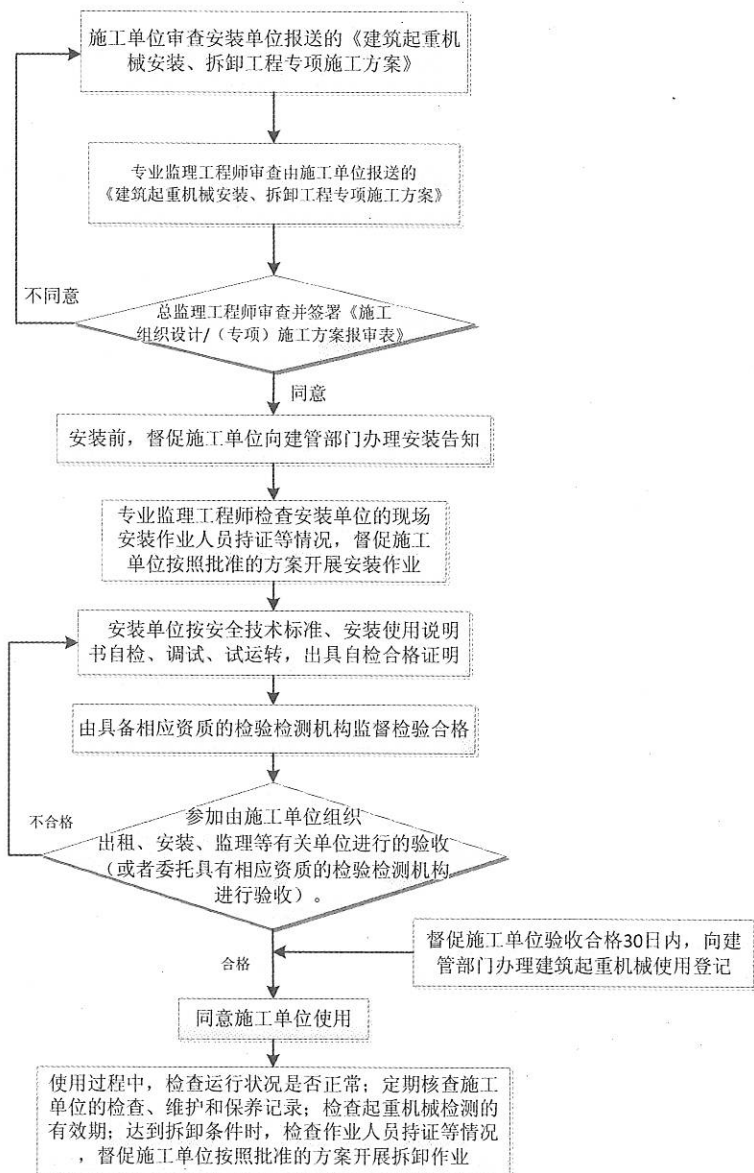 施工单位审查安装单位报送的《建筑起重机
械安装、拆卸工程专项施工方案》
专业监理工程师审查由施工单位报送的
《建筑起重机械安装、拆卸工程专项施工方案》
不同意
总监理工程师审查并签署《施工
组织设计/（专项）施工方案报审表》
同意
安装前，督促施工单位向建管部门办理安装告知
专业监理工程师检查安装单位的现场
安装作业人员持证等情况，督促施工
单位按照批准的方案开展安装作业
安装单位按安全技术标准、安装使用说明
书自检、调试、试运转，出具自检合格证明
由具备相应资质的检验检测机构监督检验合格
不合格
参加由施工单位组织
出租、安装、监理等有关单位进行的验收
（或者委托具有相应资质的检验检测机构
进行验收）。
督促施工单位验收合格30日内，向建
管部门办理建筑起重机械使用登记
合格
同意施工单位使用
使用过程中，检查运行状况是否正常；定期核查施工
单位的检查、维护和保养记录；检查起重机械检测的
有效期；达到拆卸条件时，检查作业人员持证等情况
，督促施工单位按照批准的方案开展拆卸作业